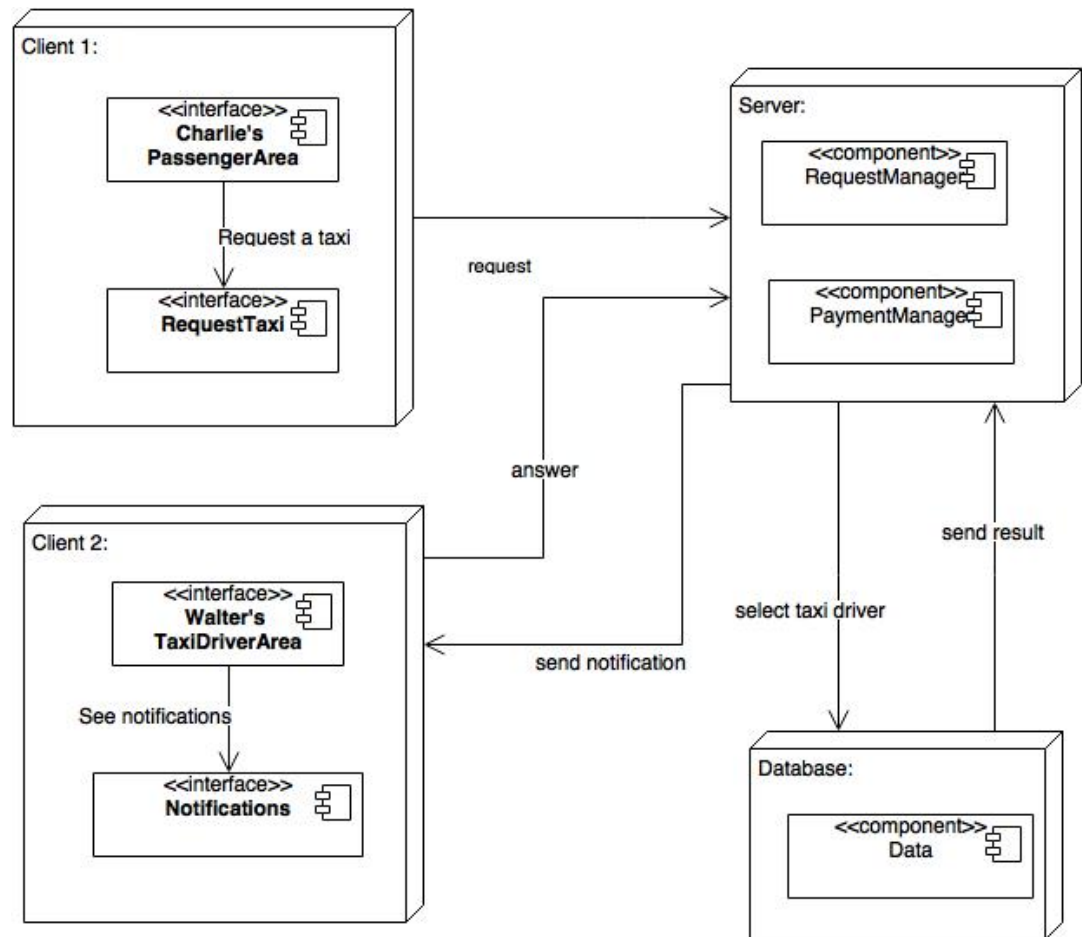 Client 1:
<<interface>>
Charlie's
PassengerArea
Request a taxi
<<interface>>
RequestTaxi
request
Server:
<<component>>
RequestManager
<<component>>
PaymentManager
answer
Client 2:
<<interface>>
Walter's
TaxiDriverArea
See notifications
<<interface>>
Notifications
send notification
select taxi driver
send result
Database:
<<component>>
Data